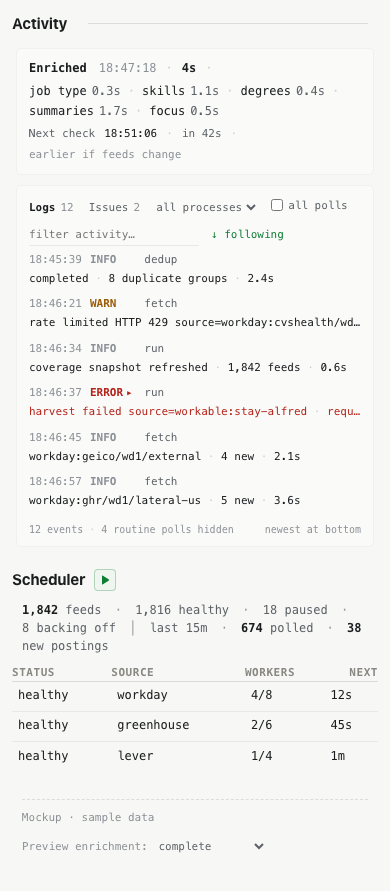 Activity
Enriched 18:47:18 · 4s ·
job type 0.3s · skills 1.1s · degrees 0.4s ·
summaries 1.7s · focus 0.5s
Next check 18:51:06 · in 42s ·
earlier if feeds change
Logs 12 Issues 2 all processes all polls
filter activity… ↓ following
18:45:39 INFO dedup
completed · 8 duplicate groups · 2.4s
18:46:21 WARN fetch
rate limited HTTP 429 source=workday:cvshealth/wd…
18:46:34 INFO run
coverage snapshot refreshed · 1,842 feeds · 0.6s
18:46:37 ERROR ▸ run
harvest failed source=workable:stay-alfred · requ…
18:46:45 INFO fetch
workday:geico/wd1/external · 4 new · 2.1s
18:46:57 INFO fetch
workday:ghr/wd1/lateral-us · 5 new · 3.6s
12 events · 4 routine polls hidden newest at bottom
Scheduler
1,842 feeds · 1,816 healthy · 18 paused ·
8 backing off │ last 15m · 674 polled · 38
new postings
STATUS SOURCE WORKERS NEXT
healthy workday 4/8 12s
healthy greenhouse 2/6 45s
healthy lever 1/4 1m
Mockup · sample data
Preview enrichment: complete